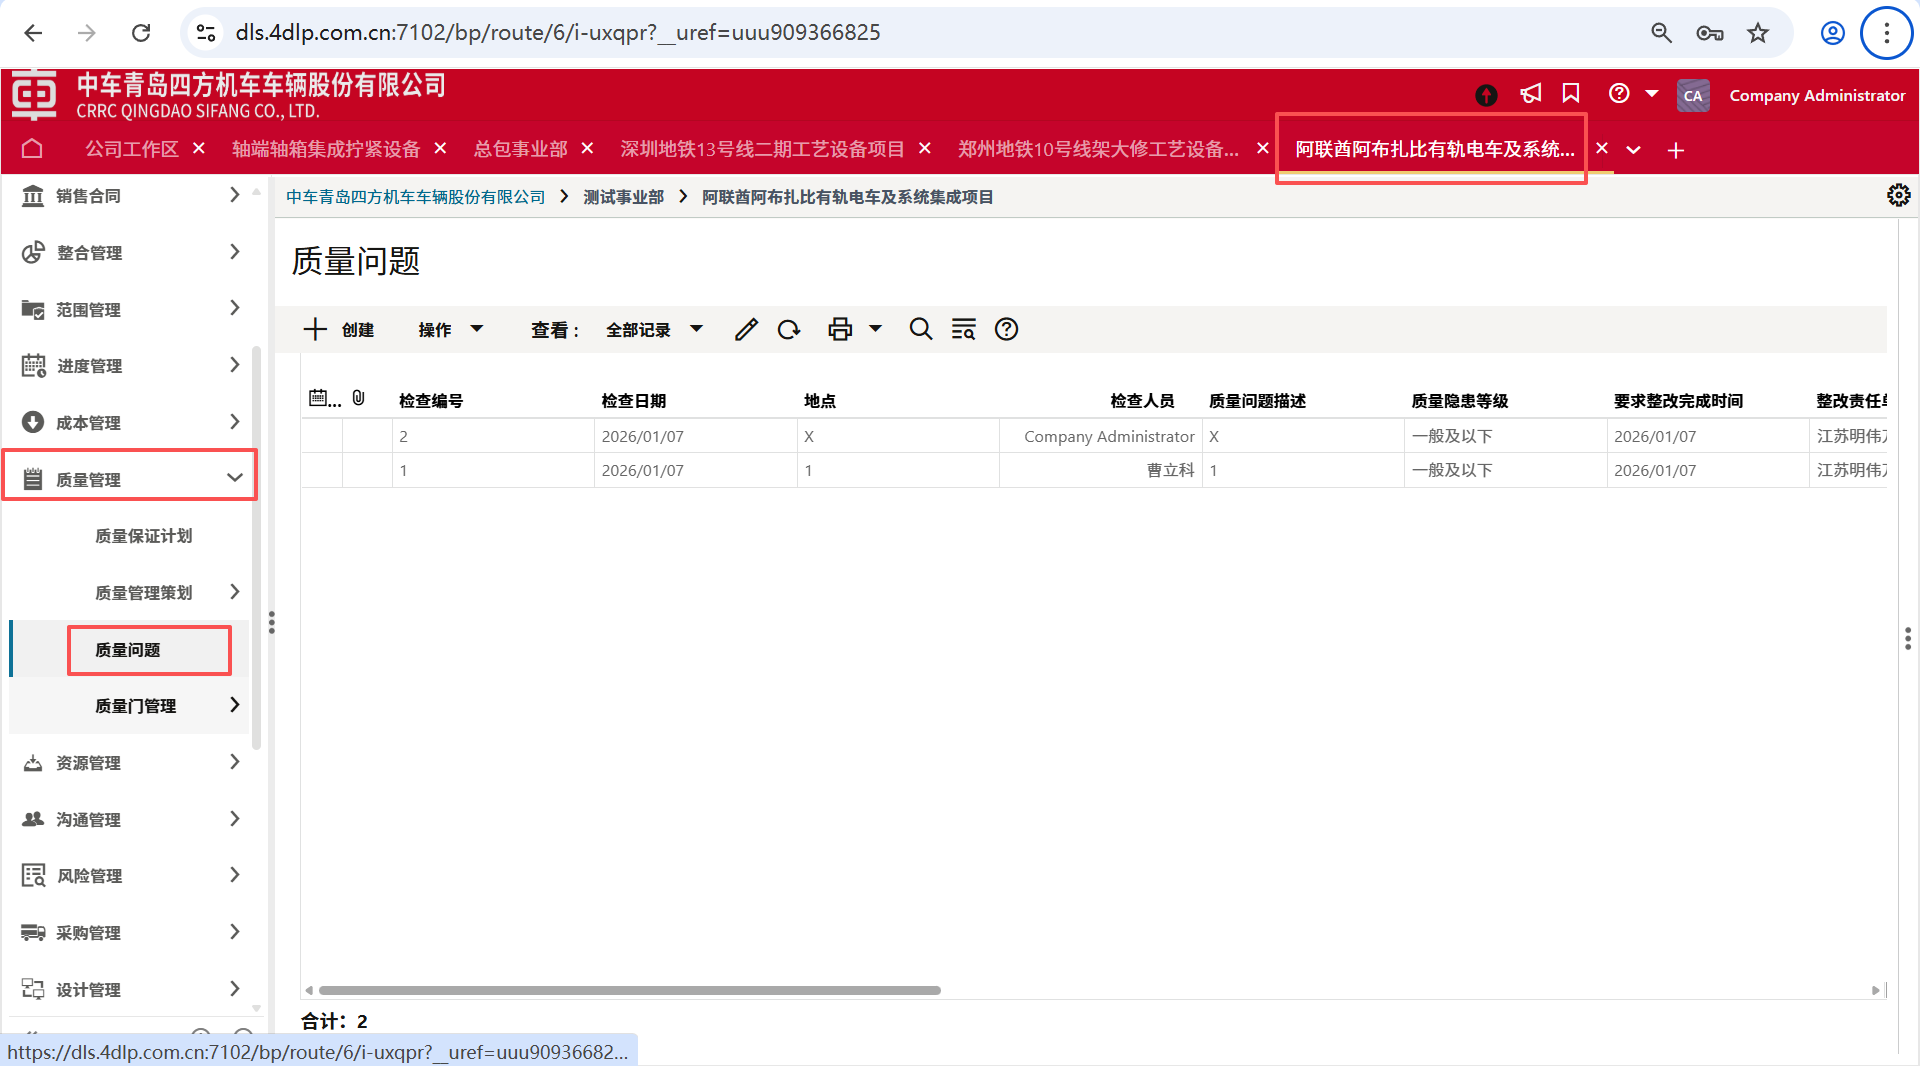 dls.4dlp.com.cn:7102/bp/route/6/i-uxqpr?__uref=uuu909366825
中车青岛四方机车车辆股份有限公司
CRRC QINGDAO SIFANG CO., LTD.
CA
Company Administrator
公司工作区
轴端轴箱集成拧紧设备
总包事业部
深圳地铁13号线二期工艺设备项目
郑州地铁10号线架大修工艺设备...
阿联酋阿布扎比有轨电车及系统...
中车青岛四方机车车辆股份有限公司 > 测试事业部 > 阿联酋阿布扎比有轨电车及系统集成项目
销售合同
整合管理
范围管理
进度管理
成本管理
质量管理
质量保证计划
质量管理策划
质量问题
质量门管理
资源管理
沟通管理
风险管理
采购管理
设计管理
质量问题
创建 操作 查看： 全部记录
... 检查编号 检查日期 地点 检查人员 质量问题描述 质量隐患等级 要求整改完成时间 整改责任
2 2026/01/07 X Company Administrator X 一般及以下 2026/01/07 江苏明伟
1 2026/01/07 1 曹立科 1 一般及以下 2026/01/07 江苏明伟
合计：2
https://dls.4dlp.com.cn:7102/bp/route/6/i-uxqpr?__uref=uuu90936682...